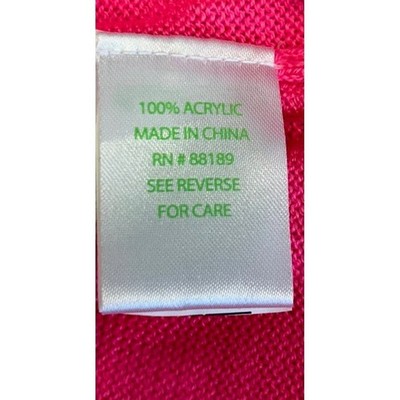 100% ACRYLIC
MADE IN CHINA
RN # 88189
SEE REVERSE
FOR CARE